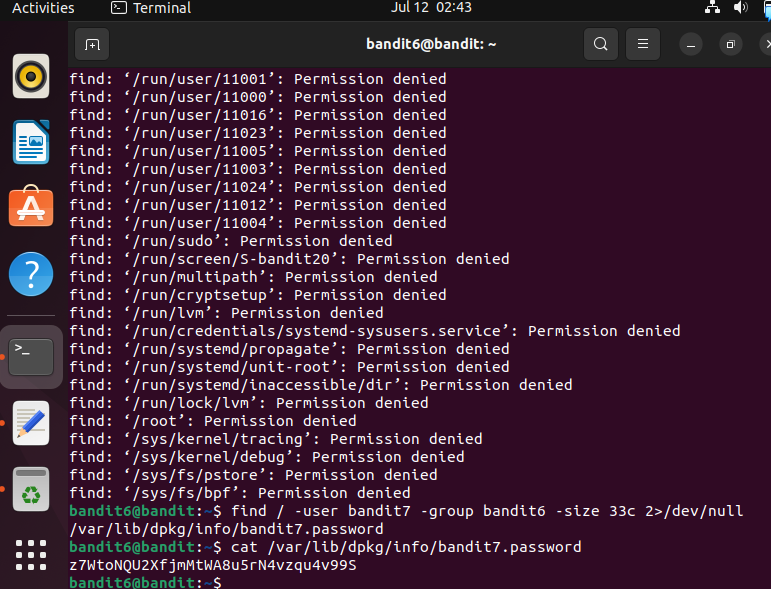 Activities
Terminal
Jul 12 02:43
bandit6@bandit: ~
find: ‘/run/user/11001’: Permission denied
find: ‘/run/user/11000’: Permission denied
find: ‘/run/user/11016’: Permission denied
find: ‘/run/user/11023’: Permission denied
find: ‘/run/user/11005’: Permission denied
find: ‘/run/user/11003’: Permission denied
find: ‘/run/user/11024’: Permission denied
find: ‘/run/user/11012’: Permission denied
find: ‘/run/user/11004’: Permission denied
find: ‘/run/sudo’: Permission denied
find: ‘/run/screen/S-bandit20’: Permission denied
find: ‘/run/multipath’: Permission denied
find: ‘/run/cryptsetup’: Permission denied
find: ‘/run/lvm’: Permission denied
find: ‘/run/credentials/systemd-sysusers.service’: Permission denied
find: ‘/run/systemd/propagate’: Permission denied
find: ‘/run/systemd/unit-root’: Permission denied
find: ‘/run/systemd/inaccessible/dir’: Permission denied
find: ‘/run/lock/lvm’: Permission denied
find: ‘/root’: Permission denied
find: ‘/sys/kernel/tracing’: Permission denied
find: ‘/sys/kernel/debug’: Permission denied
find: ‘/sys/fs/pstore’: Permission denied
find: ‘/sys/fs/bpf’: Permission denied
bandit6@bandit:~$ find / -user bandit7 -group bandit6 -size 33c 2>/dev/null
/var/lib/dpkg/info/bandit7.password
bandit6@bandit:~$ cat /var/lib/dpkg/info/bandit7.password
z7WtoNQU2XfjmMtWA8u5rN4vzqu4v99S
bandit6@bandit:~$